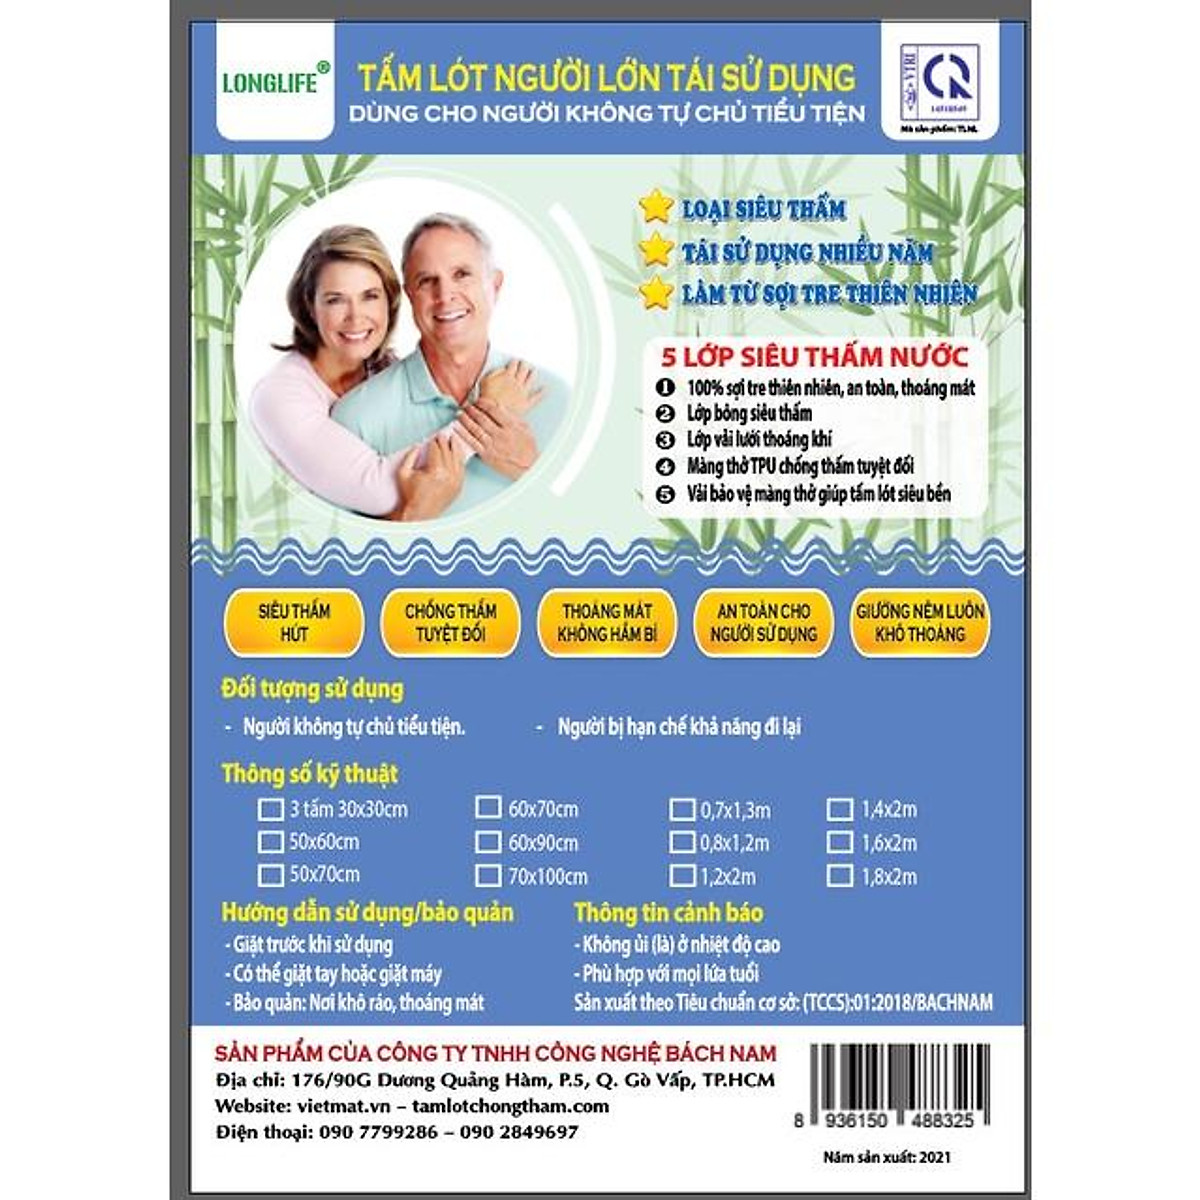 LONGLIFE®
TẤM LÓT NGƯỜI LỚN TÁI SỬ DỤNG
DÙNG CHO NGƯỜI KHÔNG TỰ CHỦ TIỂU TIỆN
VTRI
CR
Mã sản phẩm: TLNL
LOẠI SIÊU THẤM
TÁI SỬ DỤNG NHIỀU NĂM
LÀM TỪ SỢI TRE THIÊN NHIÊN
5 LỚP SIÊU THẤM NƯỚC
1 100% sợi tre thiên nhiên, an toàn, thoáng mát
2 Lớp bông siêu thấm
3 Lớp vải lưới thoáng khí
4 Màng thở TPU chống thấm tuyệt đối
5 Vải bảo vệ màng thở giúp tấm lót siêu bền
SIÊU THẤM
HÚT
CHỐNG THẤM
TUYỆT ĐỐI
THOÁNG MÁT
KHÔNG HẦM BÍ
AN TOÀN CHO
NGƯỜI SỬ DỤNG
GIƯỜNG NỆM LUÔN
KHÔ THOÁNG
Đối tượng sử dụng
- Người không tự chủ tiểu tiện.
- Người bị hạn chế khả năng đi lại
Thông số kỹ thuật
3 tấm 30x30cm
60x70cm
0,7x1,3m
1,4x2m
50x60cm
60x90cm
0,8x1,2m
1,6x2m
50x70cm
70x100cm
1,2x2m
1,8x2m
Hướng dẫn sử dụng/bảo quản
- Giặt trước khi sử dụng
- Có thể giặt tay hoặc giặt máy
- Bảo quản: Nơi khô ráo, thoáng mát
Thông tin cảnh báo
- Không ủi (là) ở nhiệt độ cao
- Phù hợp với mọi lứa tuổi
Sản xuất theo Tiêu chuẩn cơ sở: (TCCS):01:2018/BACHNAM
SẢN PHẨM CỦA CÔNG TY TNHH CÔNG NGHỆ BÁCH NAM
Địa chỉ: 176/90G Dương Quảng Hàm, P.5, Q. Gò Vấp, TP.HCM
Website: vietmat.vn – tamlotchongtham.com
Điện thoại: 090 7799286 – 090 2849697
8 936150 488325
Năm sản xuất: 2021